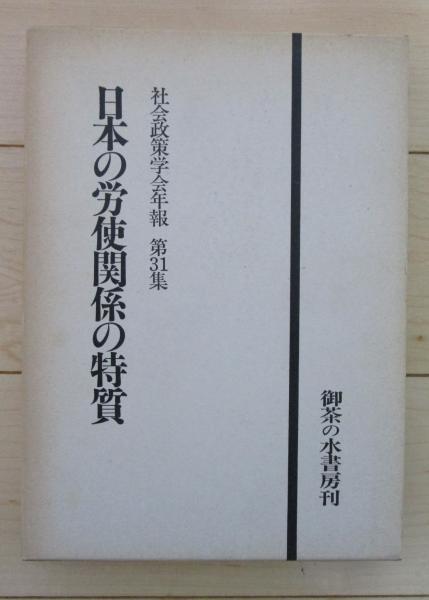 社会政策学会年報 第31集
日本の労使関係の特質
御茶の水書房刊